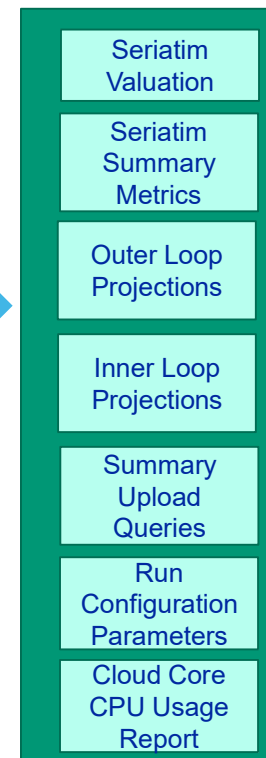 Seriatim
Valuation
Seriatim
Summary
Metrics
Outer Loop
Projections
Inner Loop
Projections
Summary
Upload
Queries
Run
Configuration
Parameters
Cloud Core
CPU Usage
Report